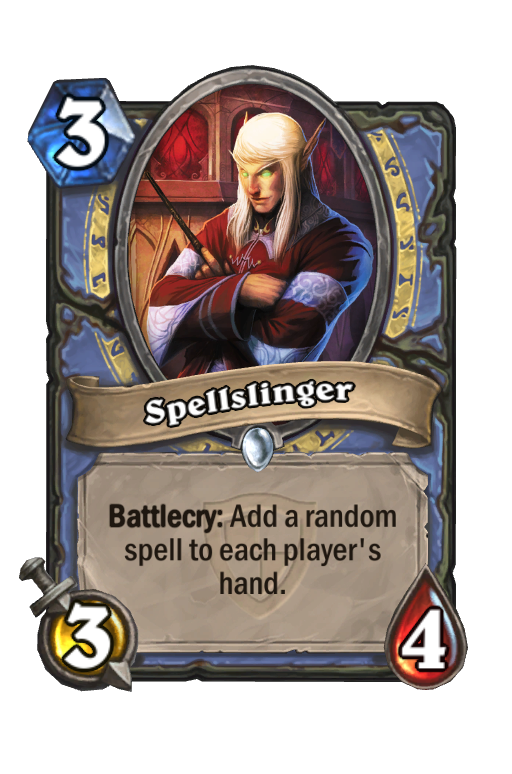 3
Spellslinger
Battlecry: Add a random
spell to each player's
hand.
3
4